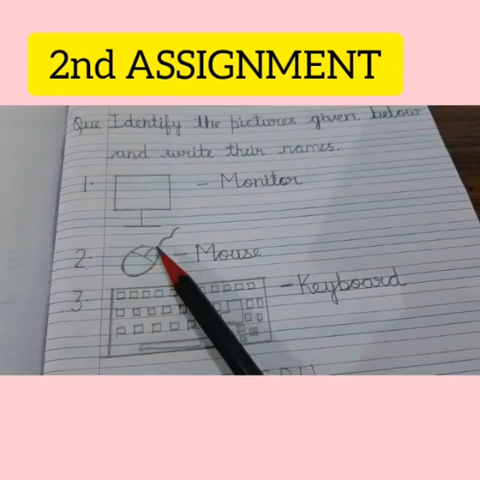 2nd ASSIGNMENT
Que. Identify the pictures given below
and write their names.
1. - Monitor
2. - Mouse
3. - Keyboard